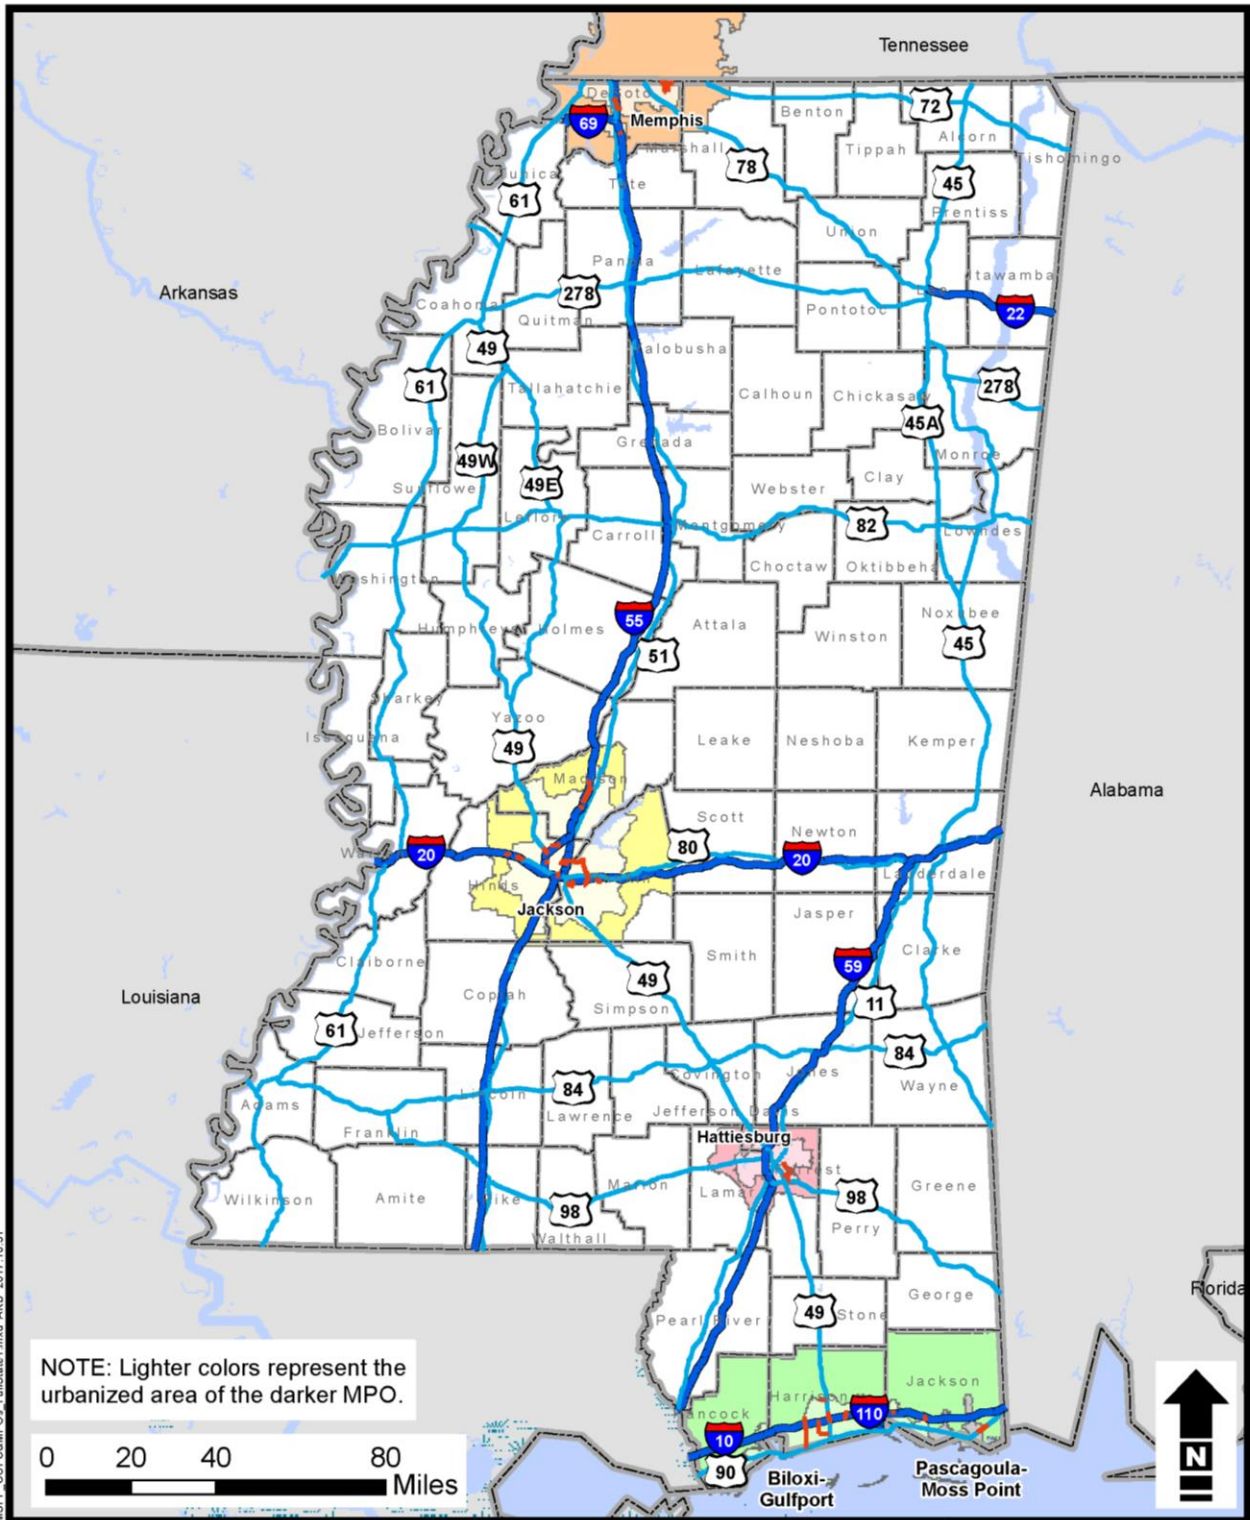 Tennessee
DeSoto
69
Memphis
72
Benton
Alcorn
Tippah
Tishomingo
Marshall
78
45
Tunica
61
Tate
Prentiss
Union
Panola
Lafayette
Itawamba
Arkansas
278
Lee
Coahoma
Pontotoc
22
Quitman
49
Yalobusha
61
Tallahatchie
Calhoun
Chickasaw
278
45A
Bolivar
Grenada
49W
Monroe
49E
Clay
Sunflower
Webster
Leflore
82
Montgomery
Carroll
Lowndes
Choctaw
Oktibbeha
Washington
55
Noxubee
Humphreys
Holmes
Attala
Winston
45
51
Sharkey
Yazoo
Issaquena
49
Leake
Neshoba
Kemper
Madison
Alabama
Scott
Newton
80
20
20
Lauderdale
Hinds
Jackson
Jasper
Claiborne
Smith
59
Clarke
49
Louisiana
Copiah
11
Simpson
61
Jefferson
84
Covington
Jones
84
Wayne
Lincoln
Adams
Lawrence
Jefferson Davis
Franklin
Hattiesburg
Forrest
Wilkinson
Amite
Pike
98
Marion
Lamar
98
Greene
Perry
Walthall
Florida
George
49
Stone
Pearl River
NOTE: Lighter colors represent the
urbanized area of the darker MPO.
Jackson
Harrison
Hancock
110
10
90
Biloxi-
Gulfport
Pascagoula-
Moss Point
0 20 40 80
Miles
N